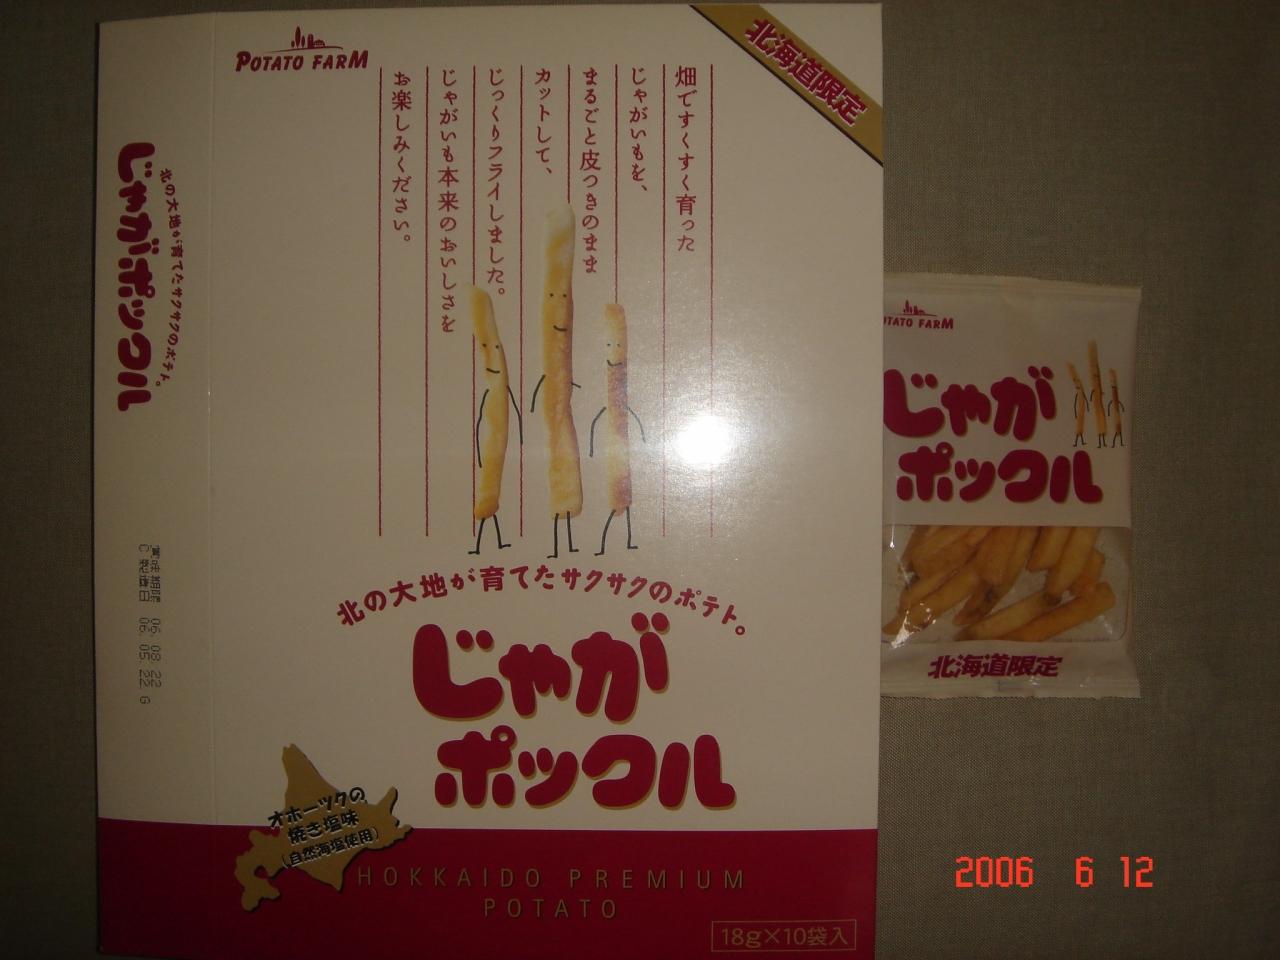 POTATO FARM
北海道限定
畑ですくすく育った
じゃがいもを、
まるごと皮つきのまま
カットして、
じっくりフライしました。
じゃがいも本来のおいしさを
お楽しみください。
北の大地が育てたサクサクのポテト。
じゃが
ポックル
オホーツクの
焼き塩味
(自然海塩使用)
HOKKAIDO PREMIUM
POTATO
18g×10袋入
北の大地が育てたサクサクのポテト。
じゃがポックル
賞味期限 06. 08. 22
C 製造日 06. 05. 22. G
TATO FARM
じゃが
ポックル
北海道限定
2006 6 12